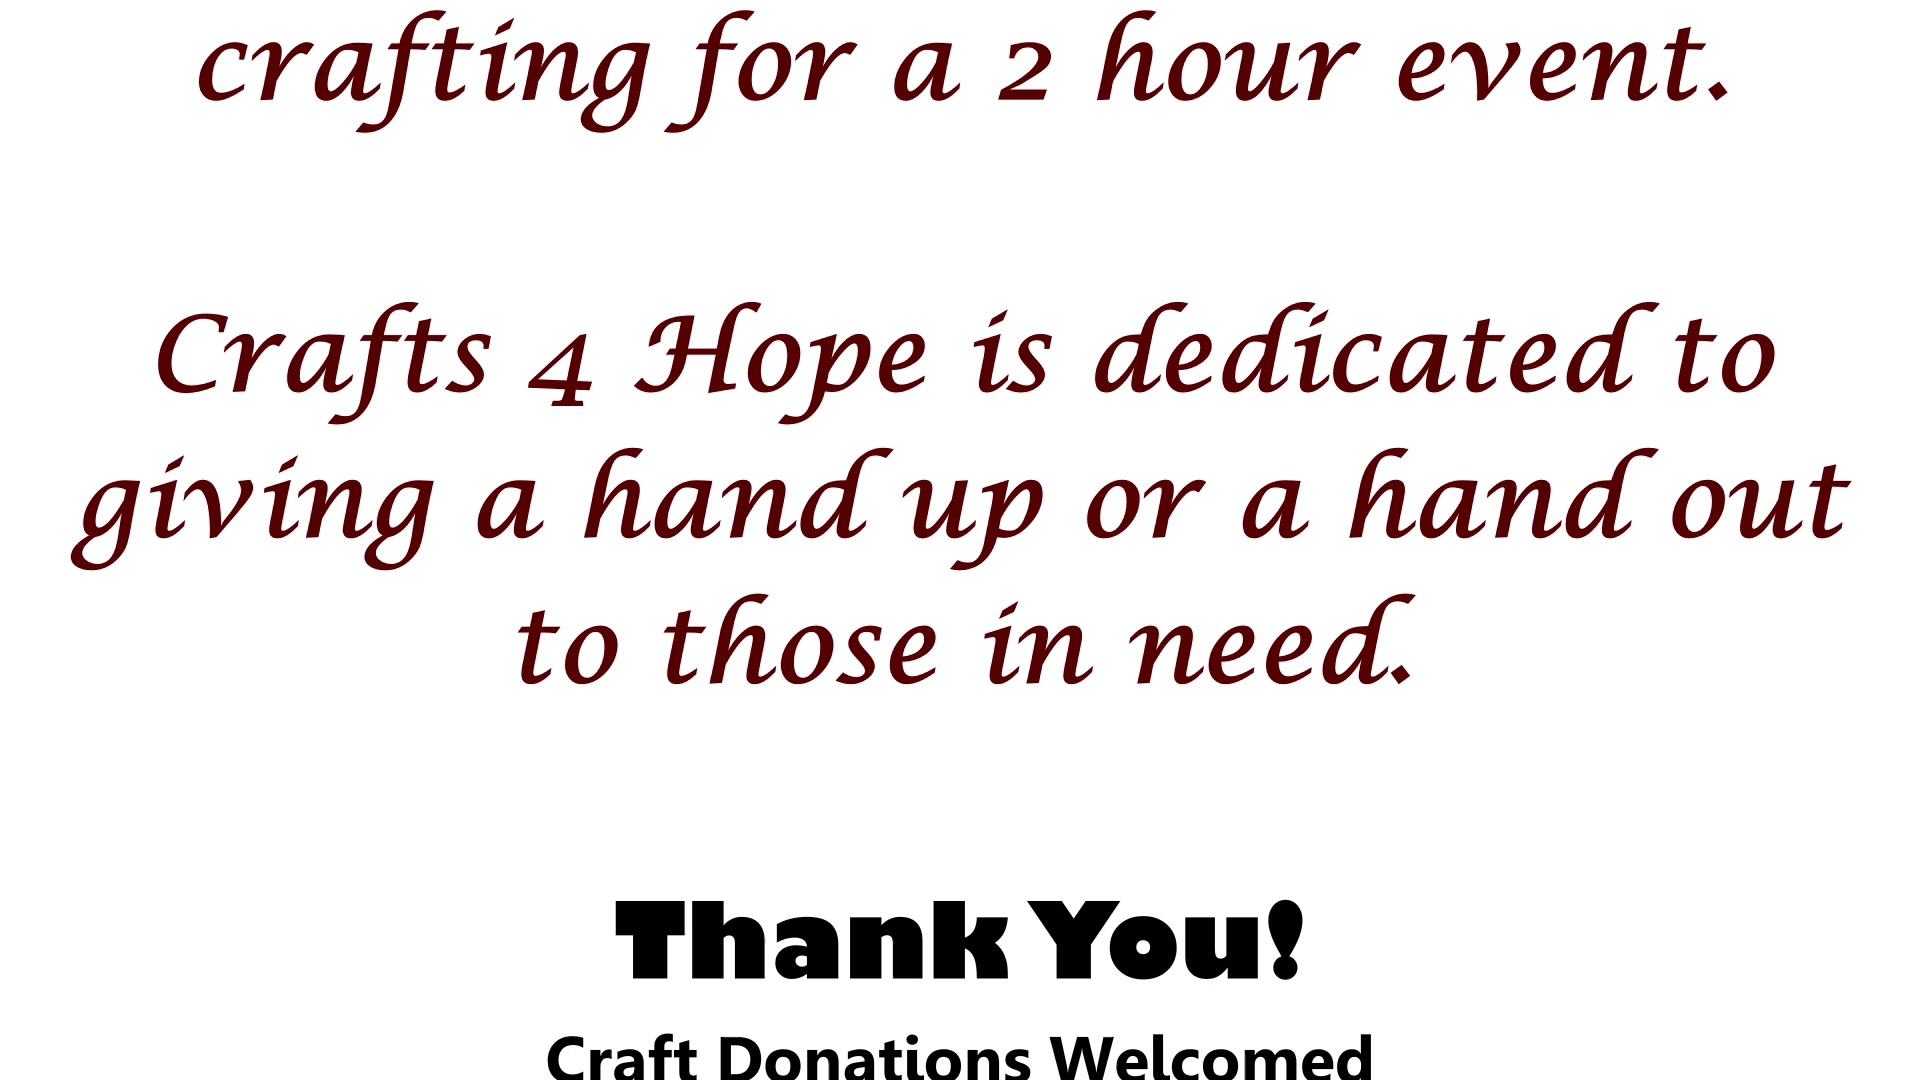 crafting for a 2 hour event.
Crafts 4 Hope is dedicated to
giving a hand up or a hand out
to those in need.
Thank You!
Craft Donations Welcomed